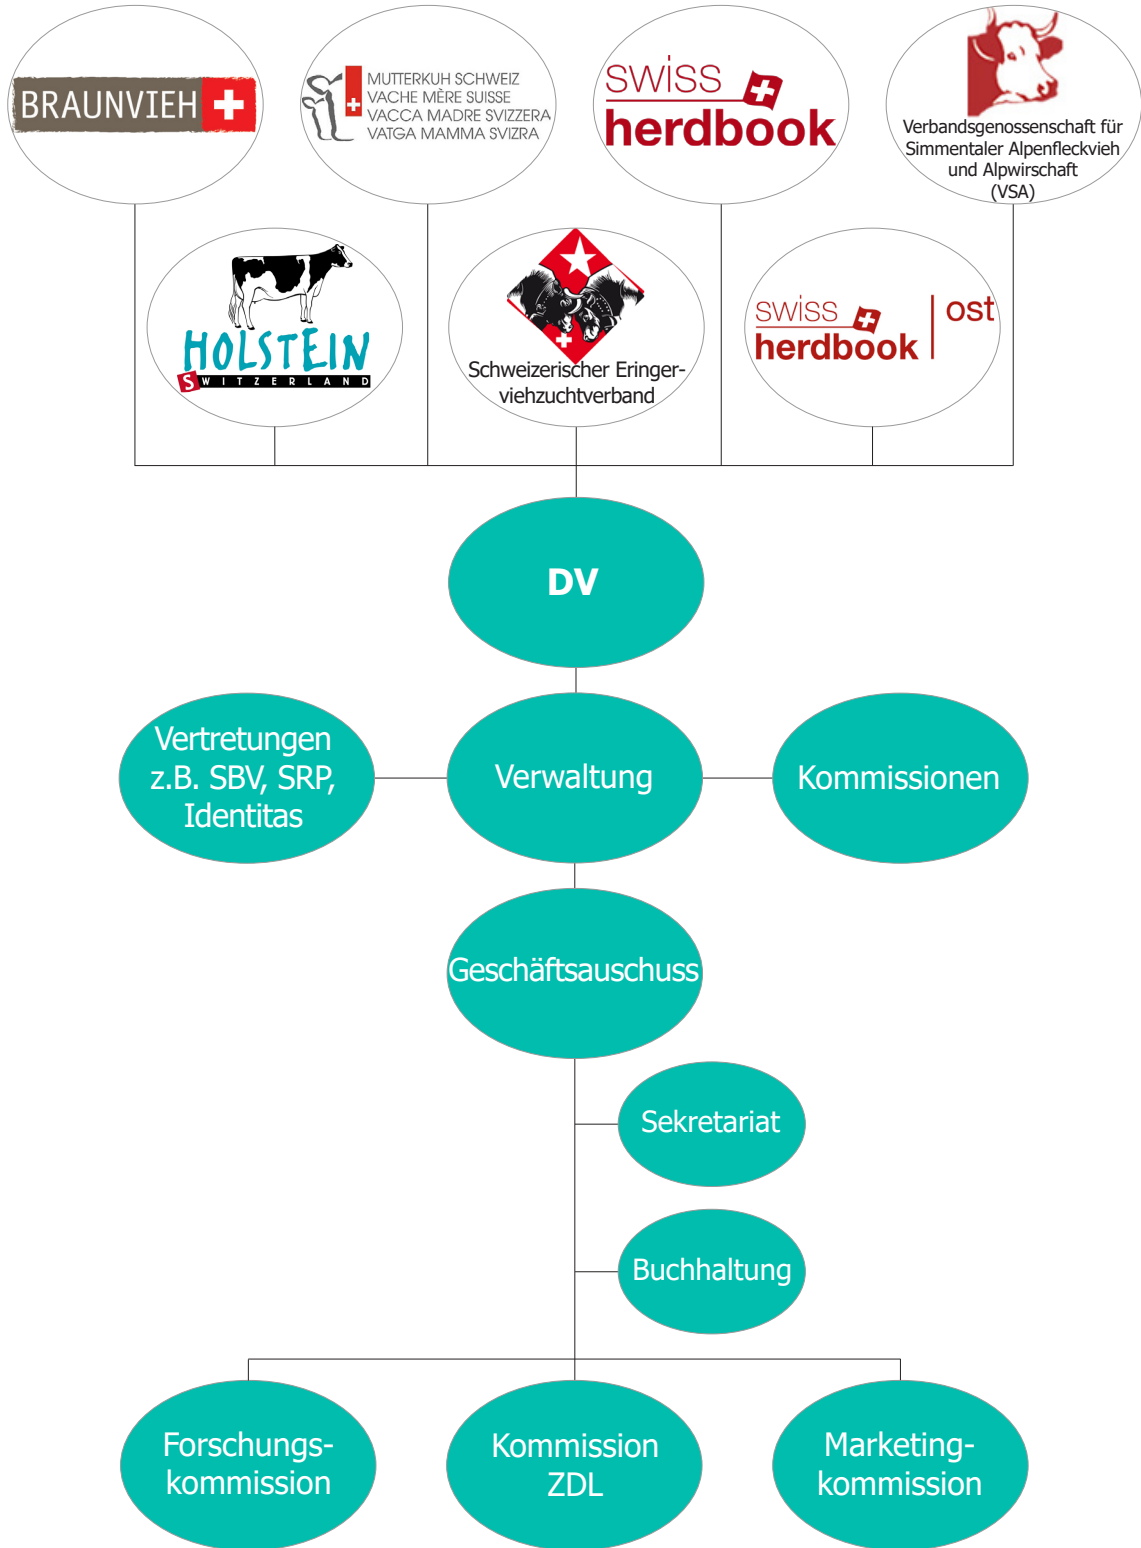 BRAUNVIEH
MUTTERKUH SCHWEIZ
VACHE MÈRE SUISSE
VACCA MADRE SVIZZERA
VATGA MAMMA SVIZRA
swiss
herdbook
Verbandsgenossenschaft für
Simmentaler Alpenfleckvieh
und Alpwirschaft
(VSA)
HOLSTEIN
SWITZERLAND
Schweizerischer Eringer-
viehzuchtverband
swiss
herdbook
ost
DV
Vertretungen
z.B. SBV, SRP,
Identitas
Verwaltung
Kommissionen
Geschäftsauschuss
Sekretariat
Buchhaltung
Forschungs-
kommission
Kommission
ZDL
Marketing-
kommission